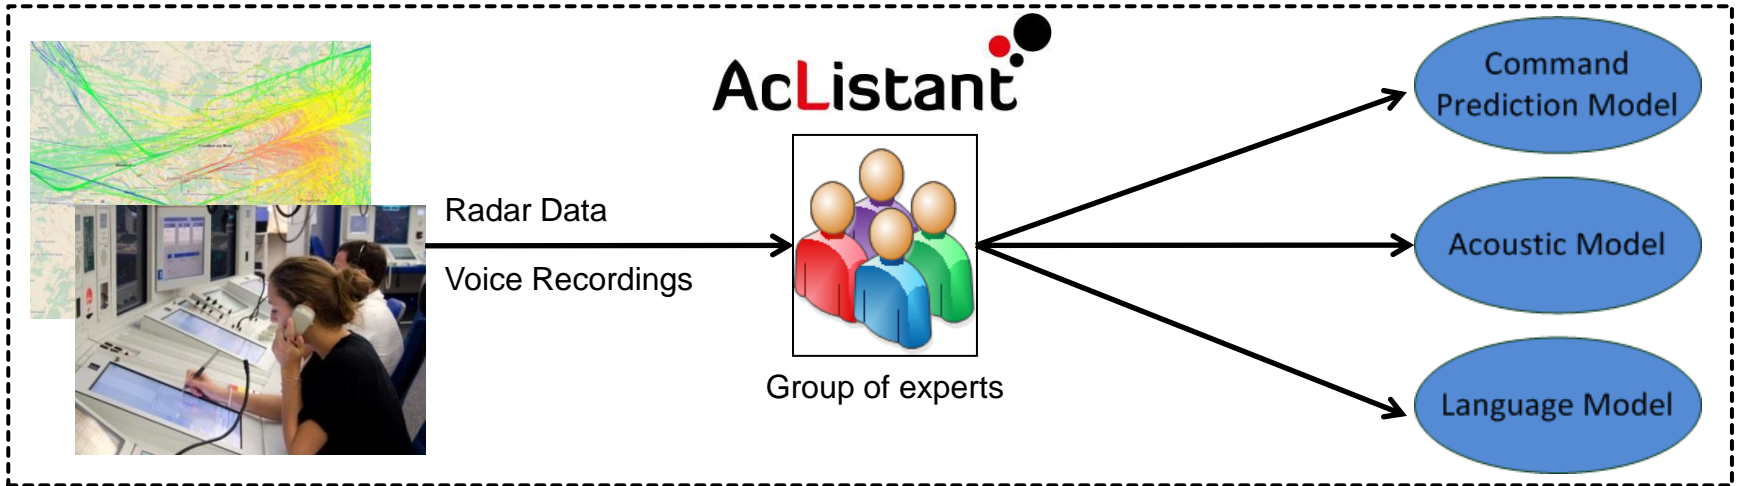 AcListant
Radar Data
Voice Recordings
Group of experts
Command
Prediction Model
Acoustic Model
Language Model